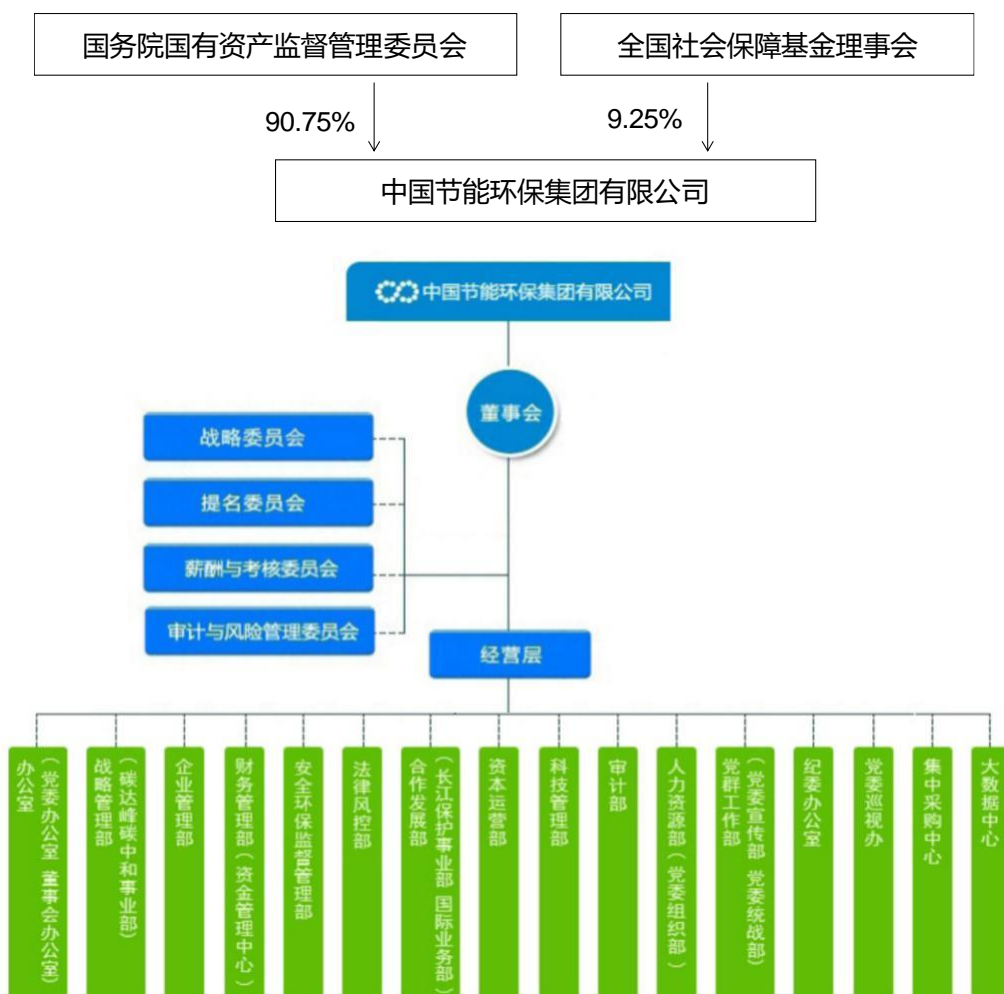 国务院国有资产监督管理委员会
全国社会保障基金理事会
90.75%
9.25%
中国节能环保集团有限公司
中国节能环保集团有限公司
董事会
战略委员会
提名委员会
薪酬与考核委员会
审计与风险管理委员会
经营层
办公室
（党委办公室 董事会办公室）
战略管理部
（碳达峰碳中和事业部）
企业管理部
财务管理部（资金管理中心）
安全环保监督管理部
法律风控部
合作发展部
（长江保护事业部 国际业务部）
资本运营部
科技管理部
审计部
人力资源部（党委组织部）
党群工作部
（党委宣传部 党委统战部）
纪委办公室
党委巡视办
集中采购中心
大数据中心